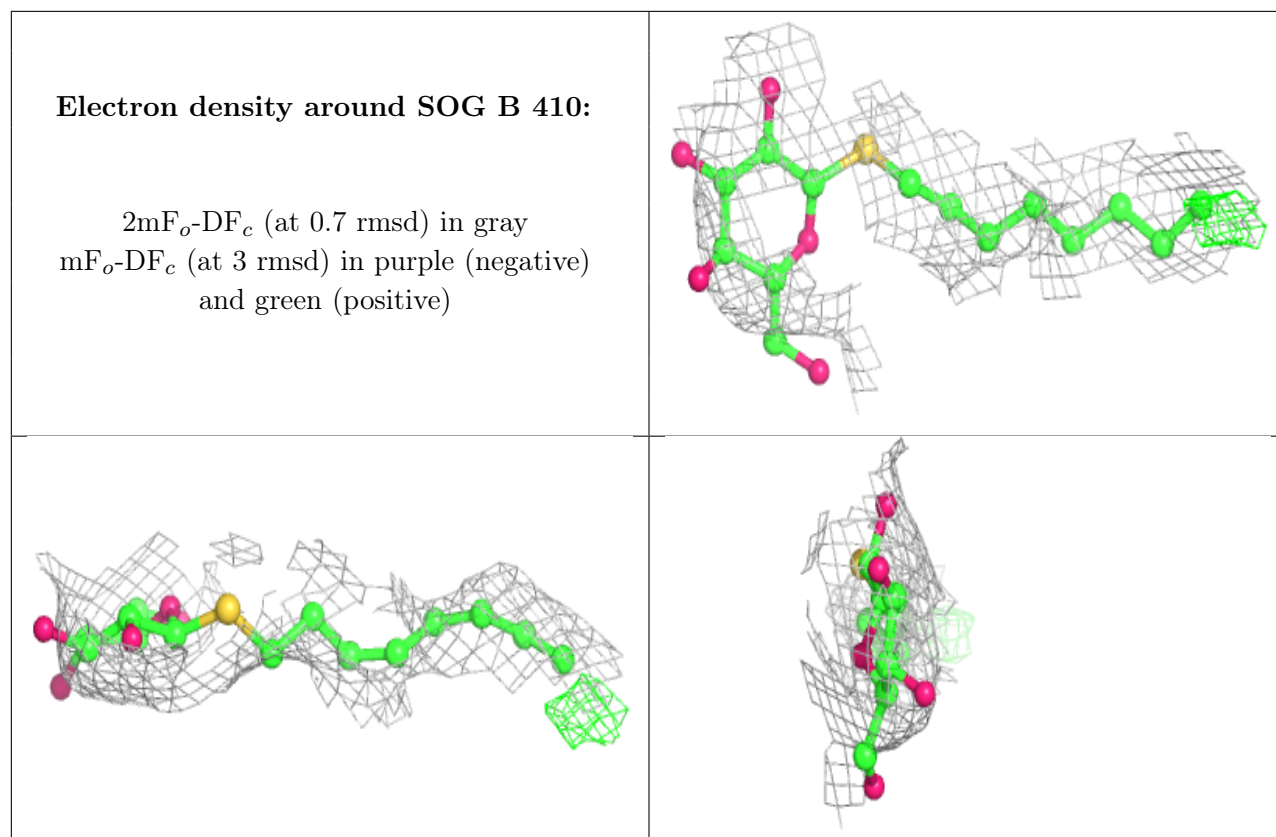 Electron density around SOG B 410:
2mFₒ-DF𝒸 (at 0.7 rmsd) in gray
mFₒ-DF𝒸 (at 3 rmsd) in purple (negative)
and green (positive)